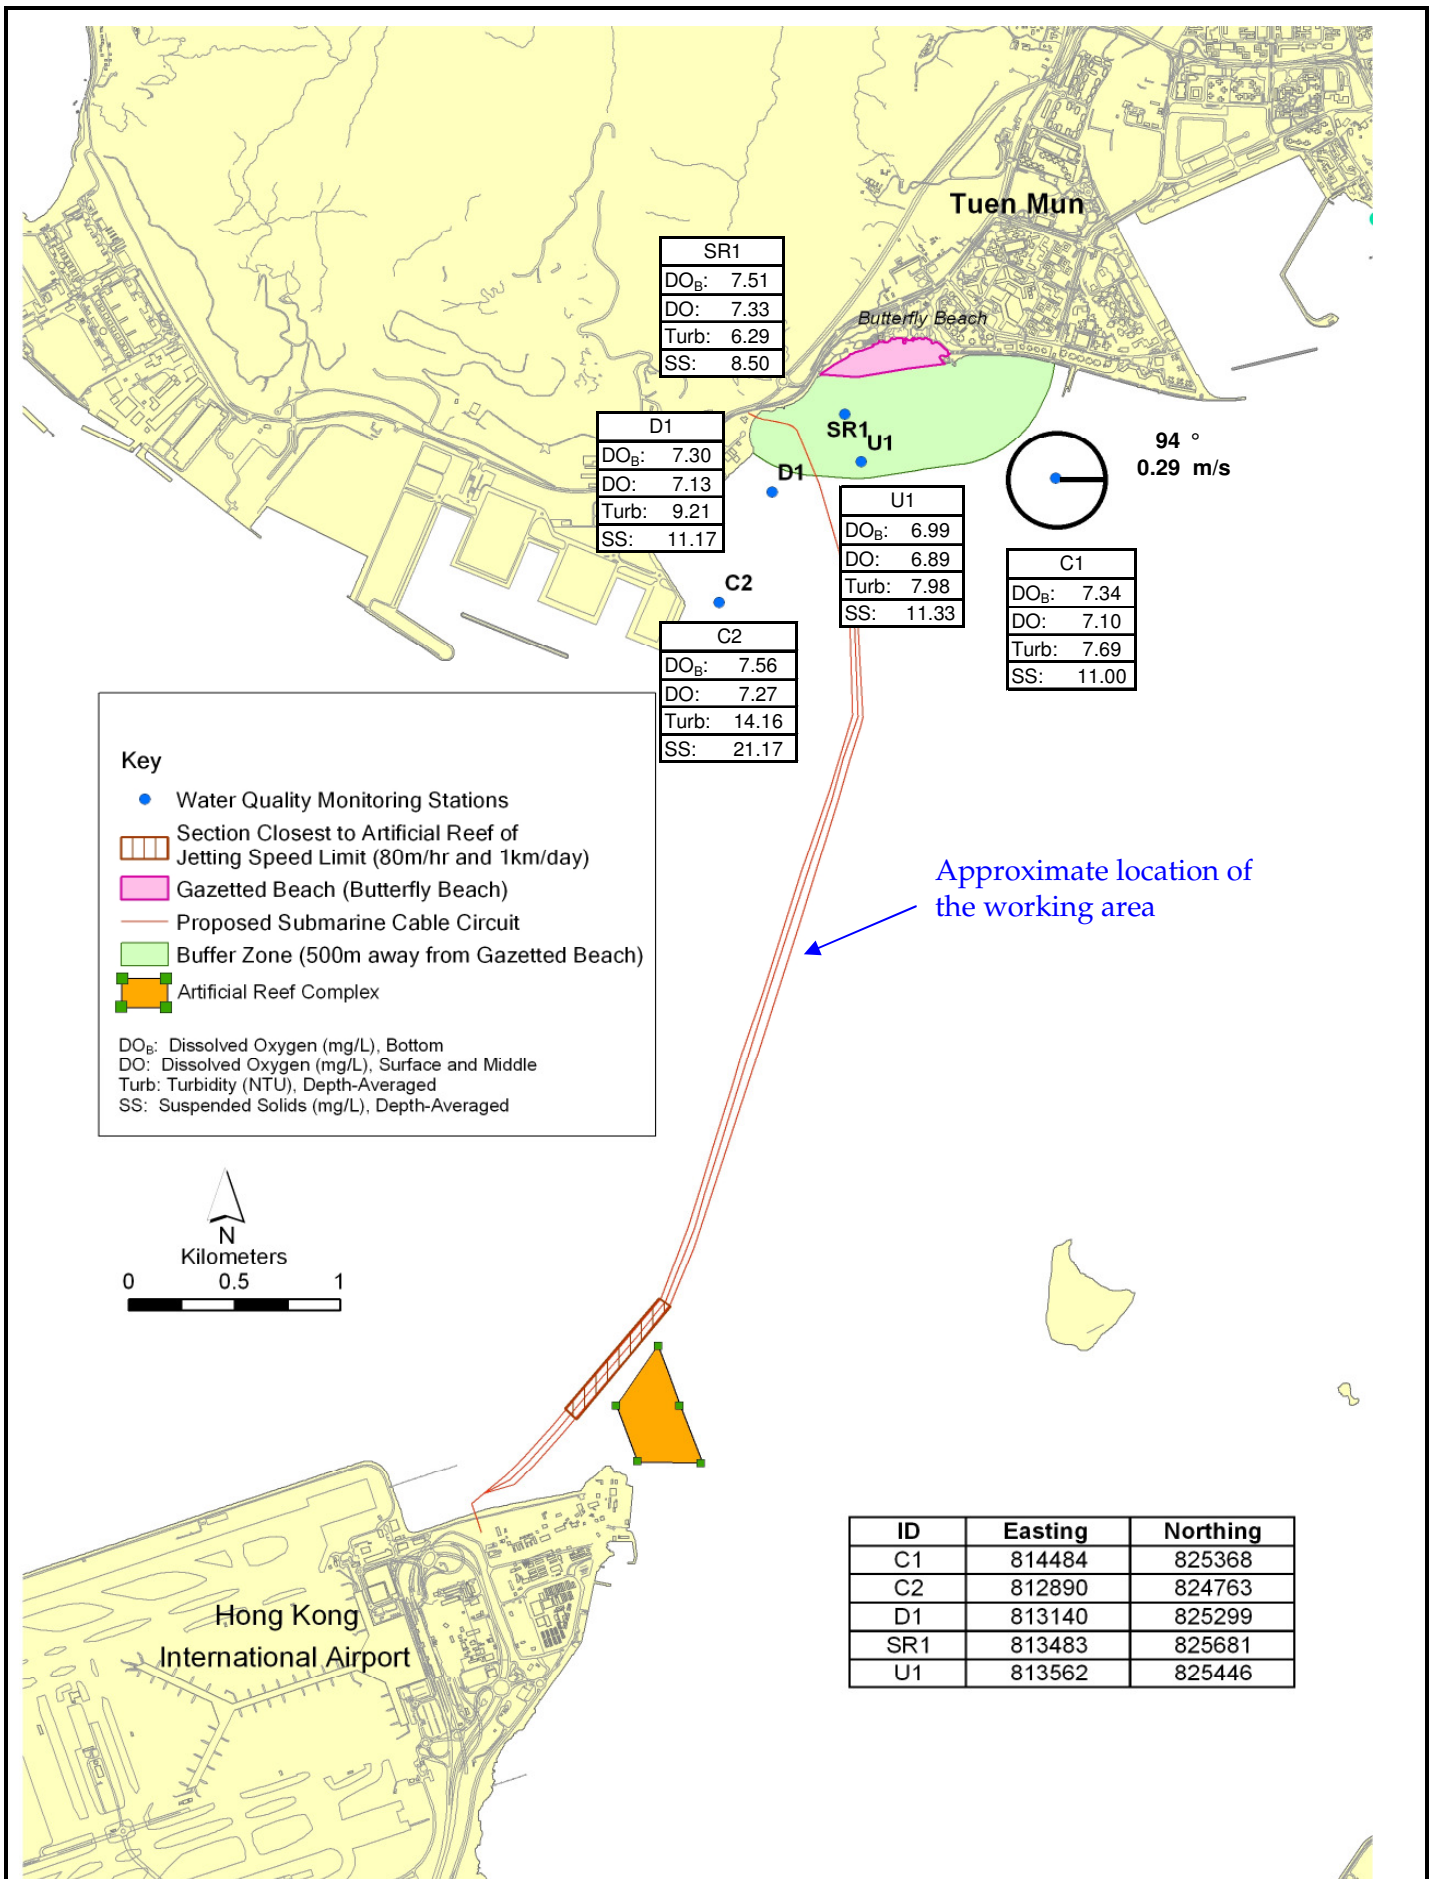 Tuen Mun
SR1
DOB: 7.51
DO: 7.33
Turb: 6.29
SS: 8.50
Butterfly Beach
D1
DOB: 7.30
DO: 7.13
Turb: 9.21
SS: 11.17
SR1
U1
D1
94 °
0.29 m/s
U1
DOB: 6.99
DO: 6.89
Turb: 7.98
SS: 11.33
C1
DOB: 7.34
DO: 7.10
Turb: 7.69
SS: 11.00
C2
C2
DOB: 7.56
DO: 7.27
Turb: 14.16
SS: 21.17
Key
Water Quality Monitoring Stations
Section Closest to Artificial Reef of
Jetting Speed Limit (80m/hr and 1km/day)
Gazetted Beach (Butterfly Beach)
Proposed Submarine Cable Circuit
Buffer Zone (500m away from Gazetted Beach)
Artificial Reef Complex
DOB: Dissolved Oxygen (mg/L), Bottom
DO: Dissolved Oxygen (mg/L), Surface and Middle
Turb: Turbidity (NTU), Depth-Averaged
SS: Suspended Solids (mg/L), Depth-Averaged
Approximate location of
the working area
N
Kilometers
0 0.5 1
ID Easting Northing
C1 814484 825368
C2 812890 824763
D1 813140 825299
SR1 813483 825681
U1 813562 825446
Hong Kong
International Airport